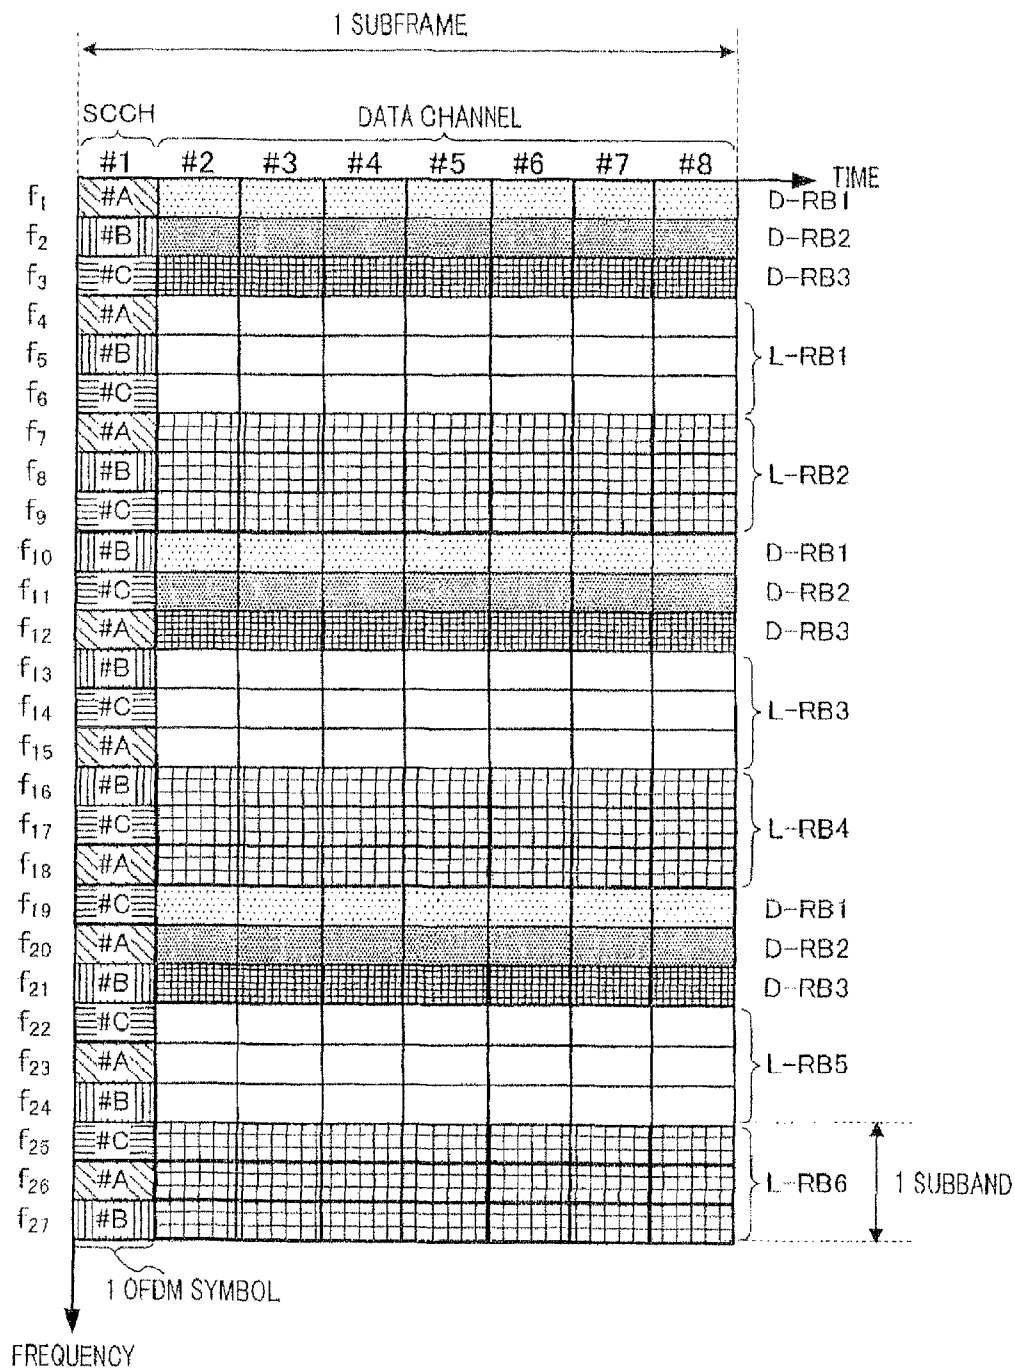 1 SUBFRAME
SCCH DATA CHANNEL
#1 #2 #3 #4 #5 #6 #7 #8 TIME
f1 #A D-RB1
f2 #B D-RB2
f3 #C D-RB3
f4 #A
f5 #B L-RB1
f6 #C
f7 #A
f8 #B L-RB2
f9 #C
f10 #B D-RB1
f11 #C D-RB2
f12 #A D-RB3
f13 #B
f14 #C L-RB3
f15 #A
f16 #B
f17 #C L-RB4
f18 #A
f19 #C D-RB1
f20 #A D-RB2
f21 #B D-RB3
f22 #C
f23 #A L-RB5
f24 #B
f25 #C
f26 #A L-RB6 1 SUBBAND
f27 #B
1 OFDM SYMBOL
FREQUENCY